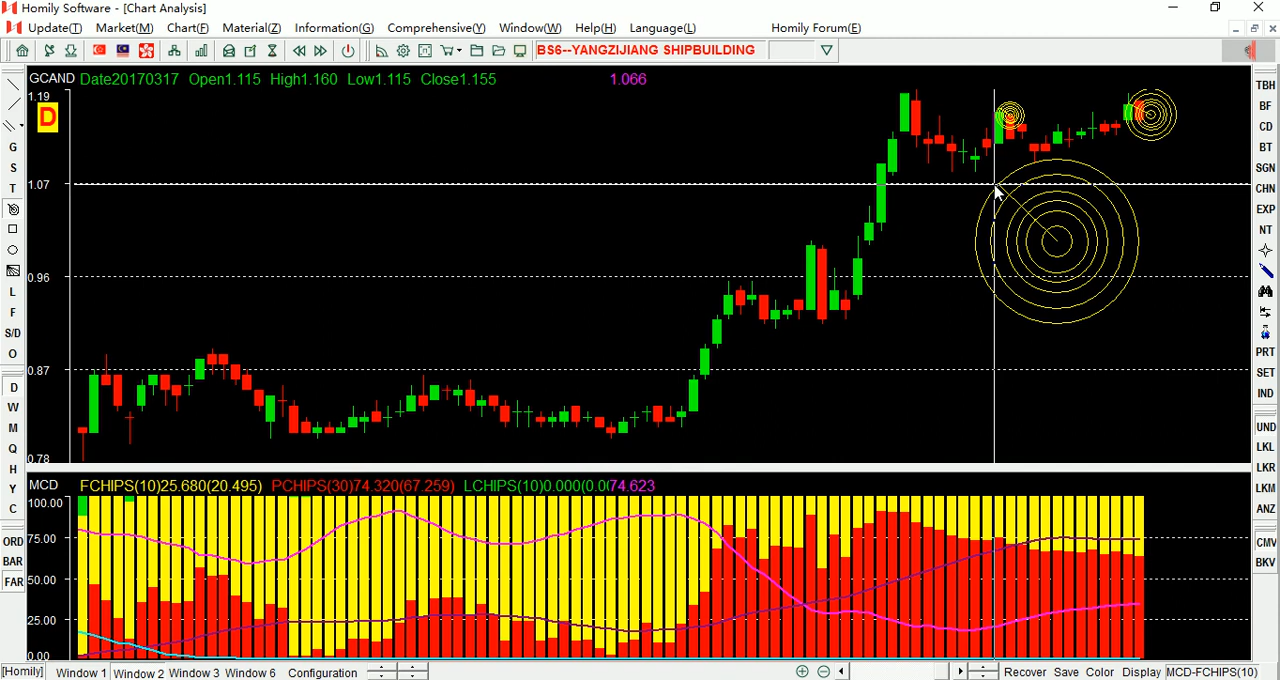 Homily Software - [Chart Analysis]
Update(T) Market(M) Chart(F) Material(Z) Information(G) Comprehensive(Y) Window(W) Help(H) Language(L) Homily Forum(E)
BS6--YANGZIJIANG SHIPBUILDING
GCAND Date20170317 Open1.115 High1.160 Low1.115 Close1.155 1.066
1.19
D
1.07
0.96
0.87
0.78
G
S
T
L
F
S/D
O
D
W
M
Q
H
Y
C
ORD
BAR
FAR
TBH
BF
CD
BT
SGN
CHN
EXP
NT
PRT
SET
IND
UND
LKL
LKR
LKM
ANZ
CMV
BKV
MCD FCHIPS(10)25.680(20.495) PCHIPS(30)74.320(67.259) LCHIPS(10)0.000(0.0(74.623
100.00
75.00
50.00
25.00
0.00
[Homily] Window 1 Window 2 Window 3 Window 6 Configuration Recover Save Color Display MCD-FCHIPS(10)